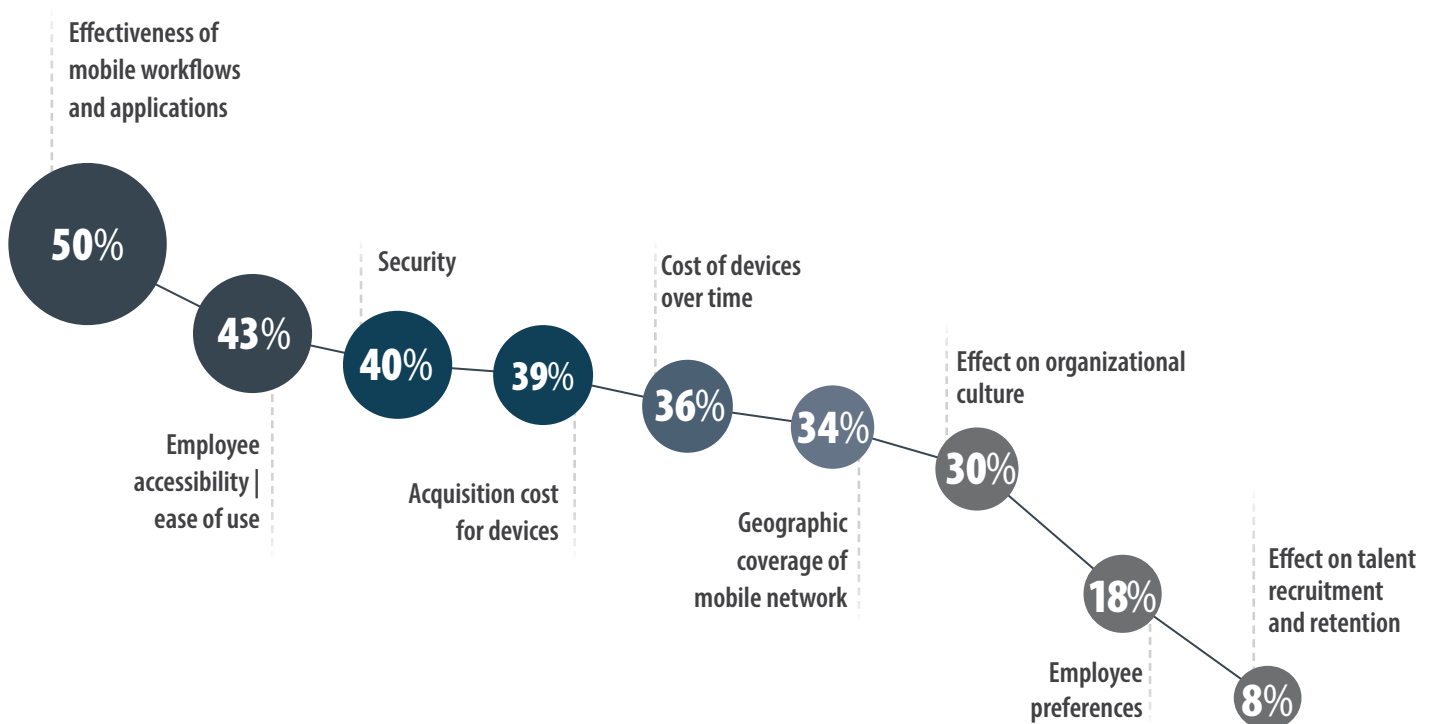 Effectiveness of
mobile workflows
and applications
50%
43%
Employee
accessibility |
ease of use
Security
40%
39%
Acquisition cost
for devices
Cost of devices
over time
36%
34%
Geographic
coverage of
mobile network
Effect on organizational
culture
30%
18%
Employee
preferences
Effect on talent
recruitment
and retention
8%